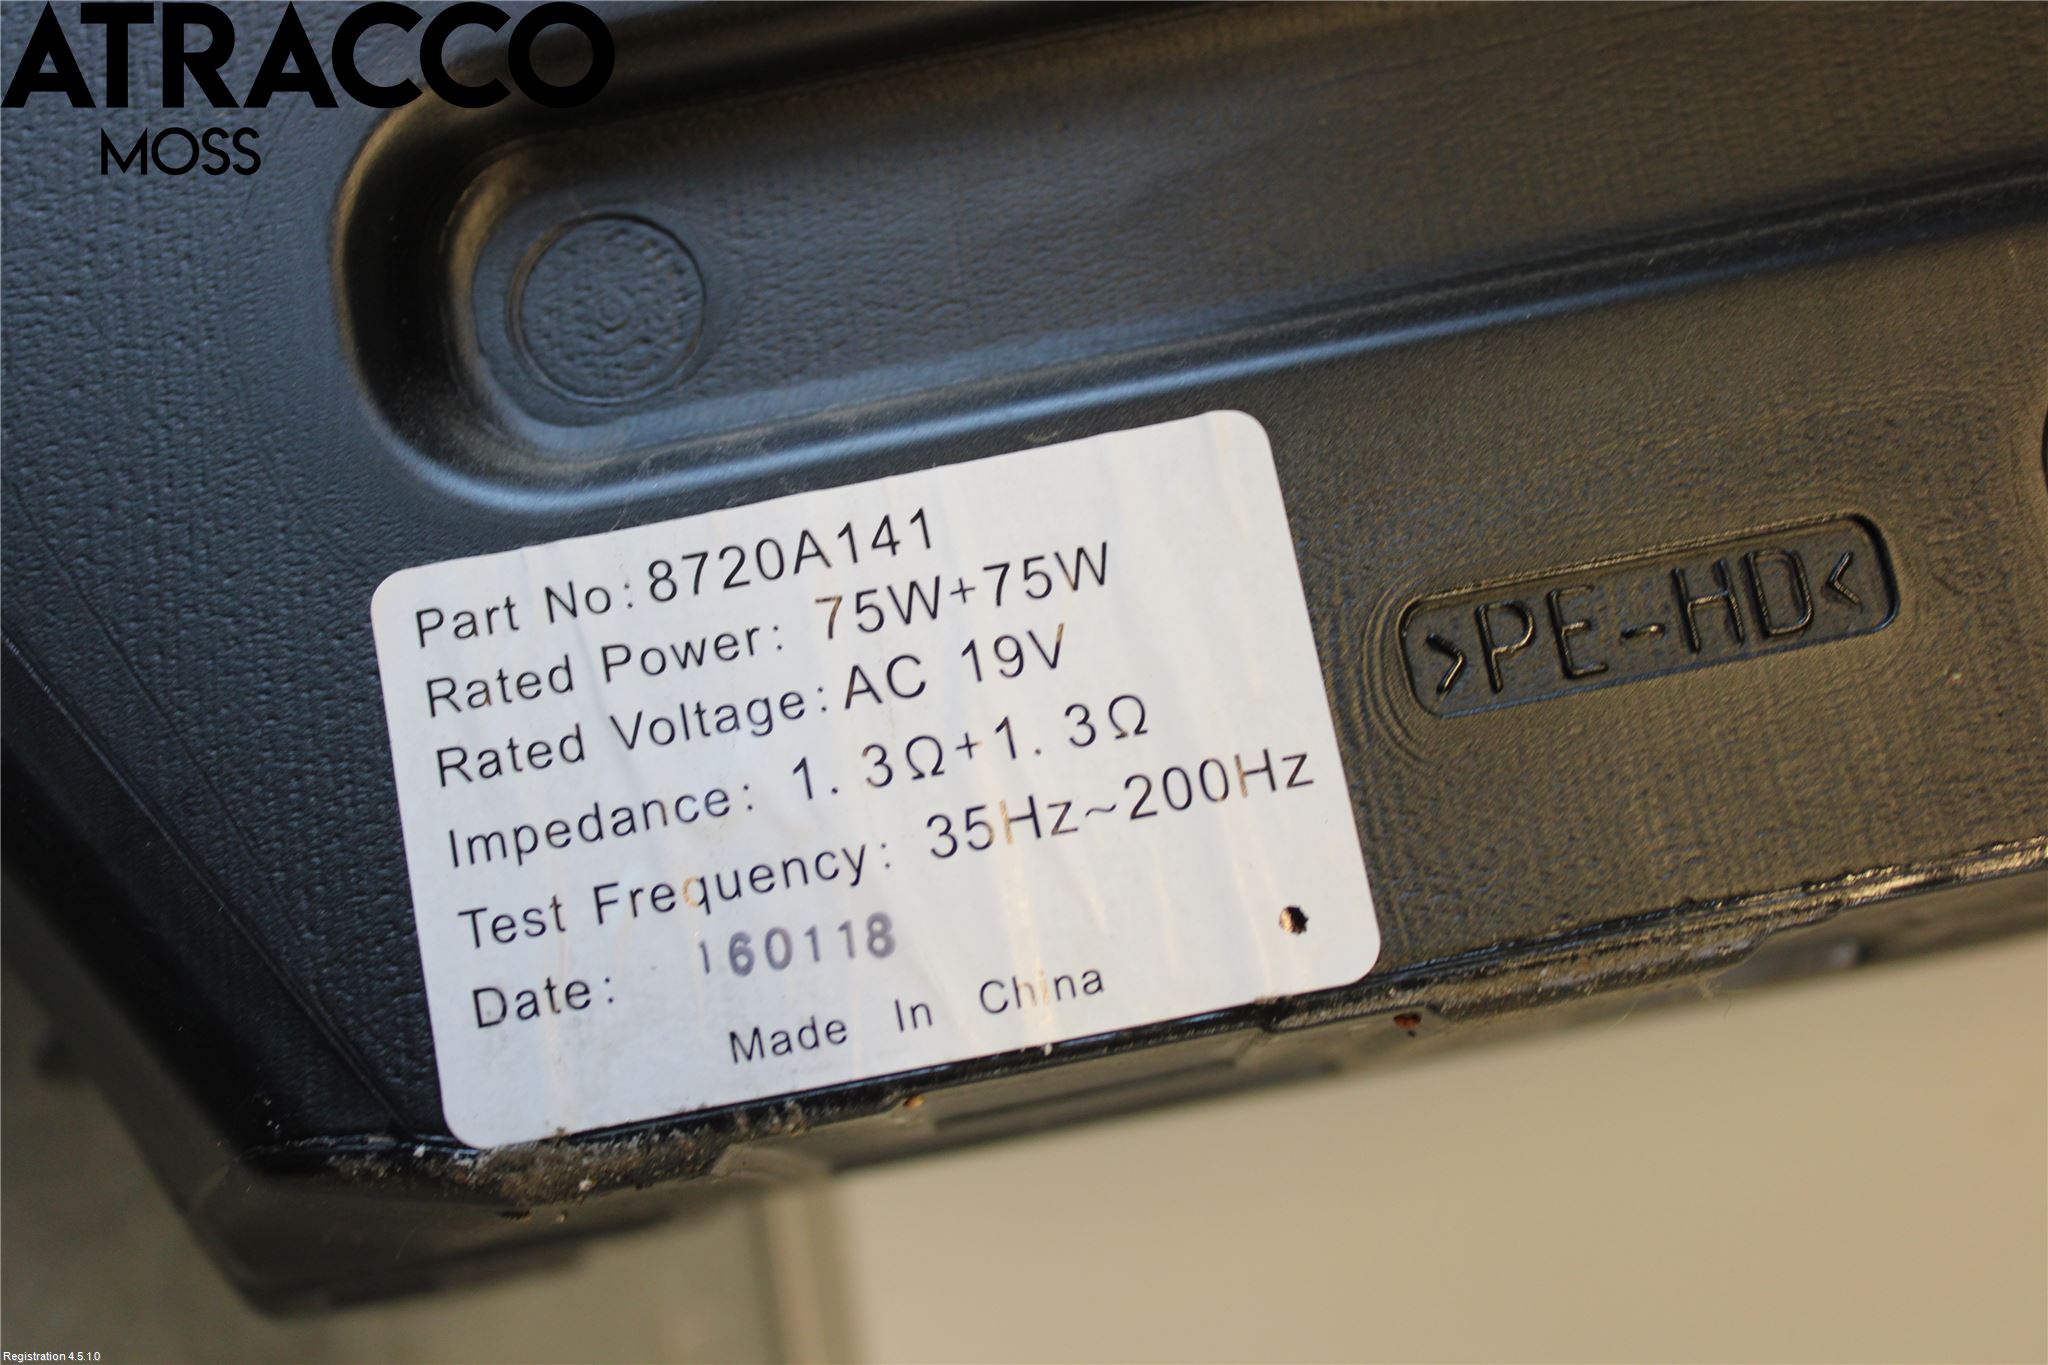 ATRACCO
MOSS
Part No: 8720A141
Rated Power: 75W+75W
Rated Voltage: AC 19V
Impedance: 1. 3Ω+1. 3Ω
Test Frequency: 35Hz~200Hz
Date: 160118
Made In China
>PE-HD<
Registration 4.5.1.0